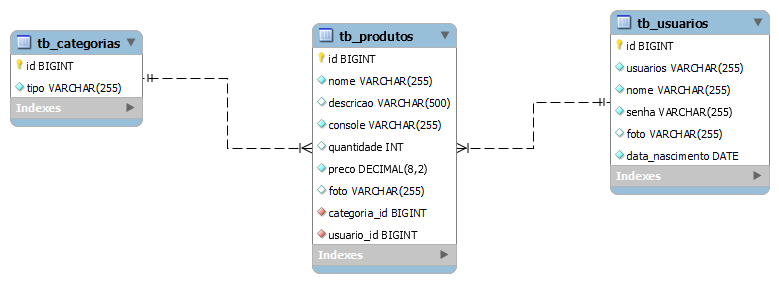 tb_categorias
id BIGINT
tipo VARCHAR(255)
Indexes
tb_produtos
id BIGINT
nome VARCHAR(255)
descricao VARCHAR(500)
console VARCHAR(255)
quantidade INT
preco DECIMAL(8,2)
foto VARCHAR(255)
categoria_id BIGINT
usuario_id BIGINT
Indexes
tb_usuarios
id BIGINT
usuarios VARCHAR(255)
nome VARCHAR(255)
senha VARCHAR(255)
foto VARCHAR(255)
data_nascimento DATE
Indexes